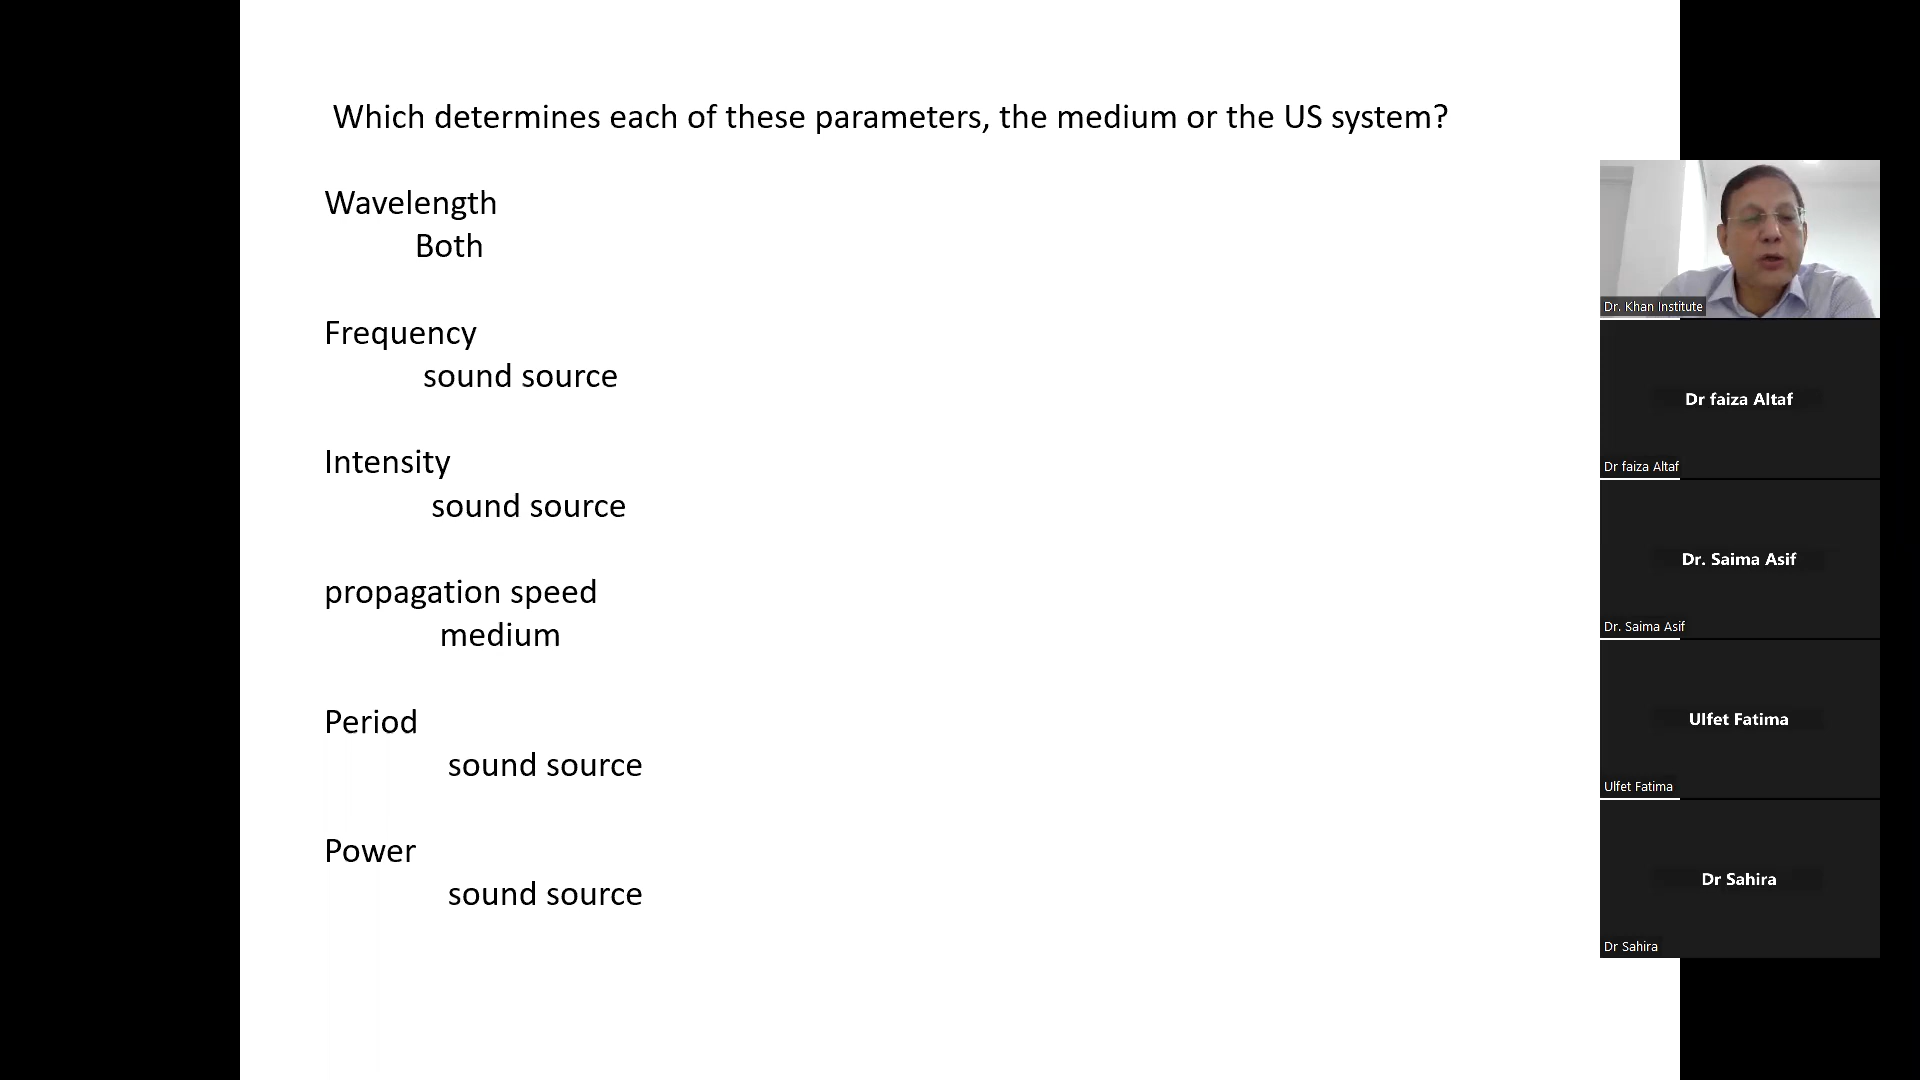 Which determines each of these parameters, the medium or the US system?
Wavelength
Both
Frequency
sound source
Intensity
sound source
propagation speed
medium
Period
sound source
Power
sound source
Dr. Khan Institute
Dr faiza Altaf
Dr faiza Altaf
Dr. Saima Asif
Dr. Saima Asif
Ulfet Fatima
Ulfet Fatima
Dr Sahira
Dr Sahira